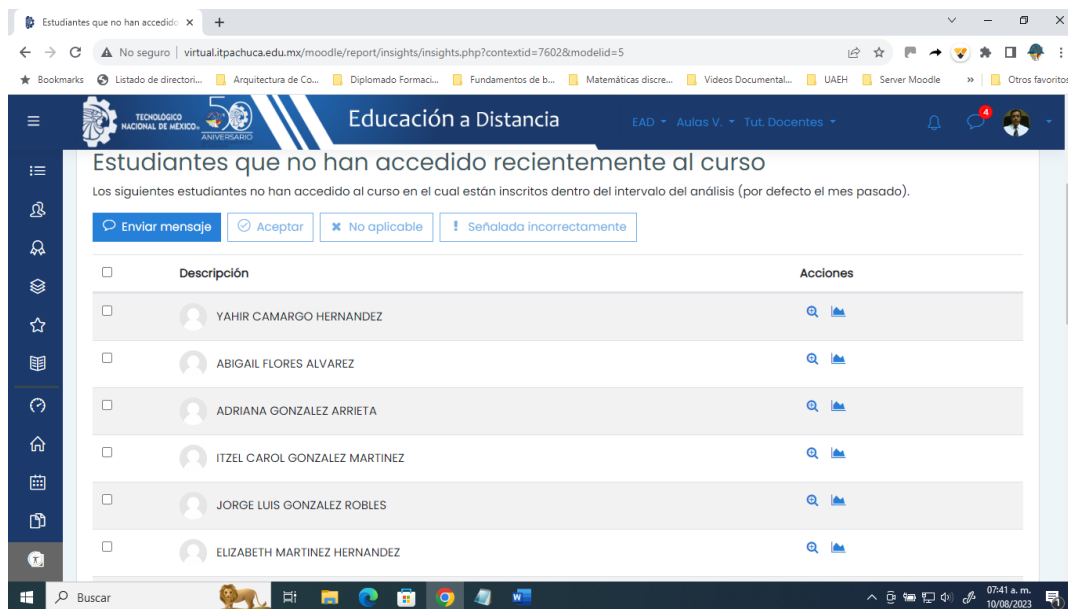 Estudiantes que no han accedido
No seguro | virtual.itpachuca.edu.mx/moodle/report/insights/insights.php?contextid=7602&modelid=5
Bookmarks Listado de directori... Arquitectura de Co... Diplomado Formaci... Fundamentos de b... Matemáticas discre... Videos Documental... UAEH Server Moodle » Otros favoritos
TECNOLÓGICO
NACIONAL DE MÉXICO.
50
ANIVERSARIO
Educación a Distancia
EAD Aulas V. Tut. Docentes
4
Estudiantes que no han accedido recientemente al curso
Los siguientes estudiantes no han accedido al curso en el cual están inscritos dentro del intervalo del análisis (por defecto el mes pasado).
Enviar mensaje Aceptar No aplicable Señalada incorrectamente
Descripción Acciones
YAHIR CAMARGO HERNANDEZ
ABIGAIL FLORES ALVAREZ
ADRIANA GONZALEZ ARRIETA
ITZEL CAROL GONZALEZ MARTINEZ
JORGE LUIS GONZALEZ ROBLES
ELIZABETH MARTINEZ HERNANDEZ
Buscar
07:41 a. m.
10/08/2023